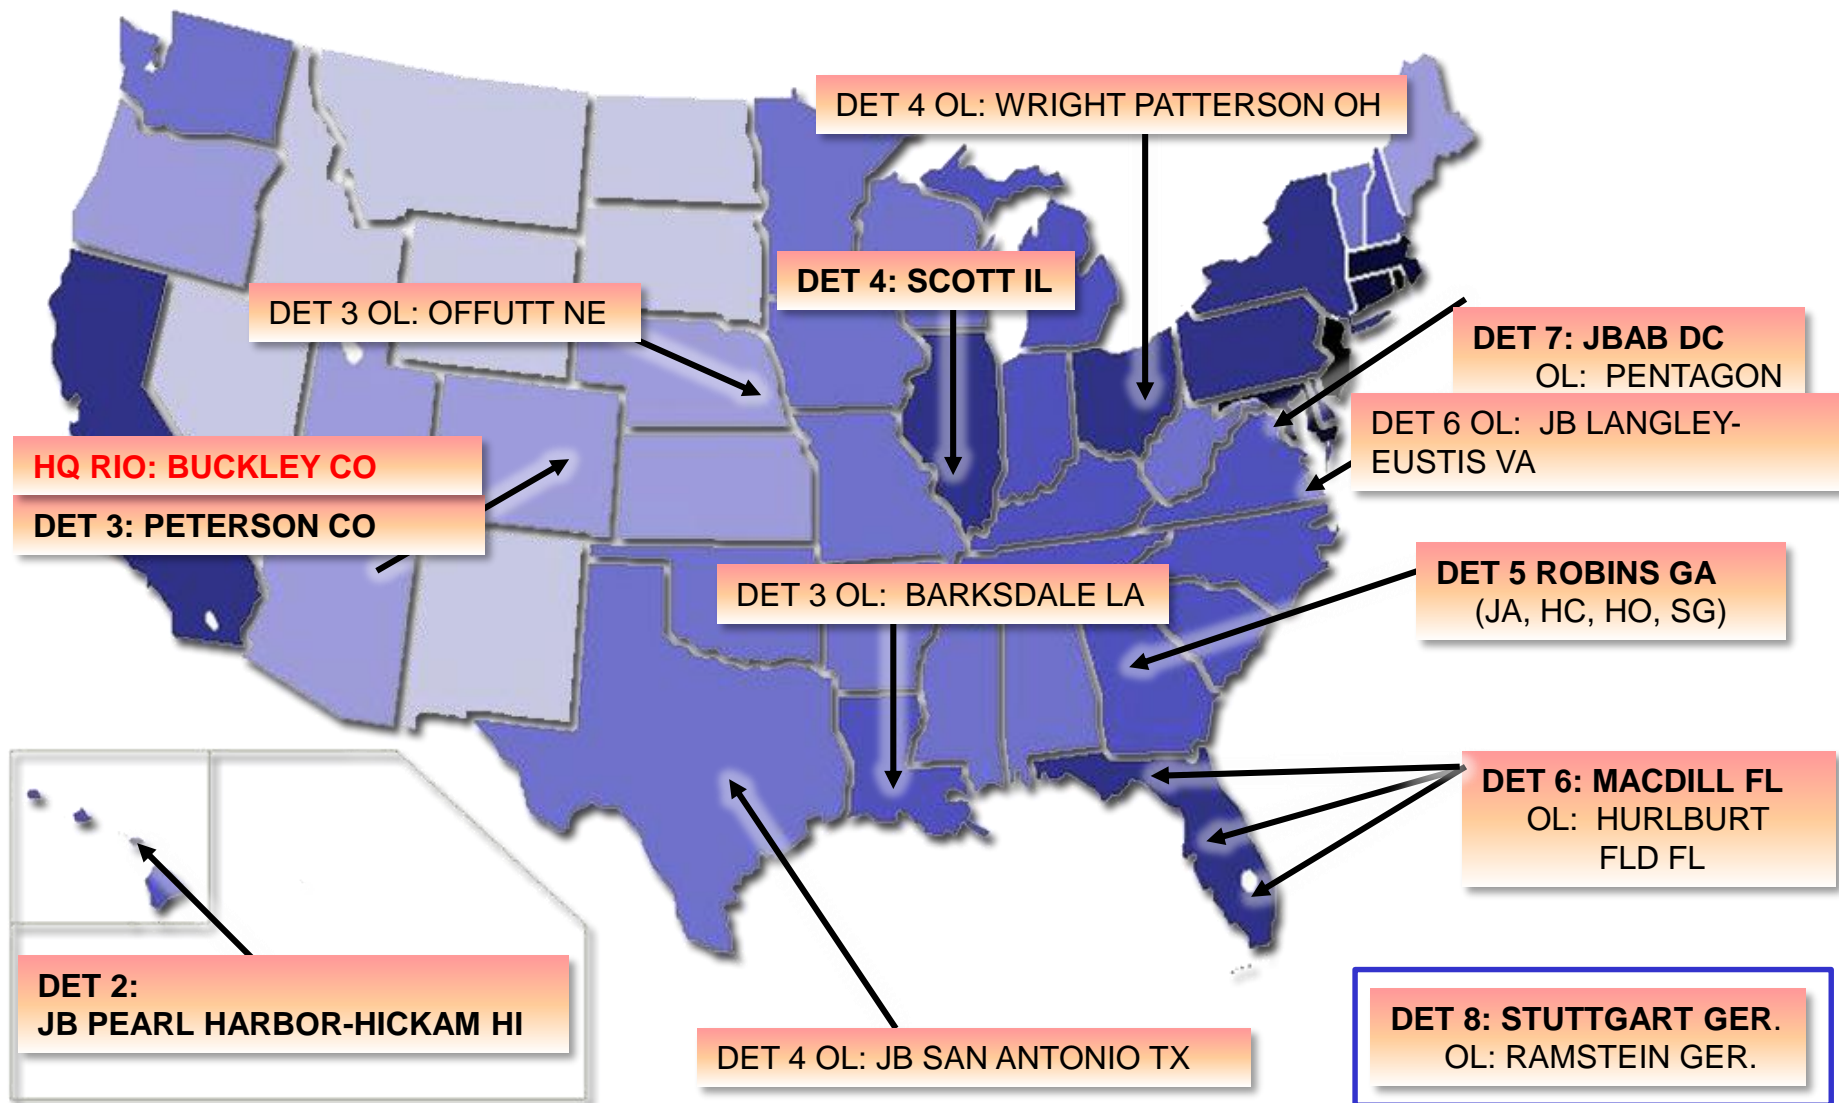 DET 4 OL: WRIGHT PATTERSON OH
DET 4: SCOTT IL
DET 3 OL: OFFUTT NE
DET 7: JBAB DC
OL: PENTAGON
DET 6 OL: JB LANGLEY-
EUSTIS VA
HQ RIO: BUCKLEY CO
DET 3: PETERSON CO
DET 3 OL: BARKSDALE LA
DET 5 ROBINS GA
(JA, HC, HO, SG)
DET 6: MACDILL FL
OL: HURLBURT
FLD FL
DET 2:
JB PEARL HARBOR-HICKAM HI
DET 4 OL: JB SAN ANTONIO TX
DET 8: STUTTGART GER.
OL: RAMSTEIN GER.